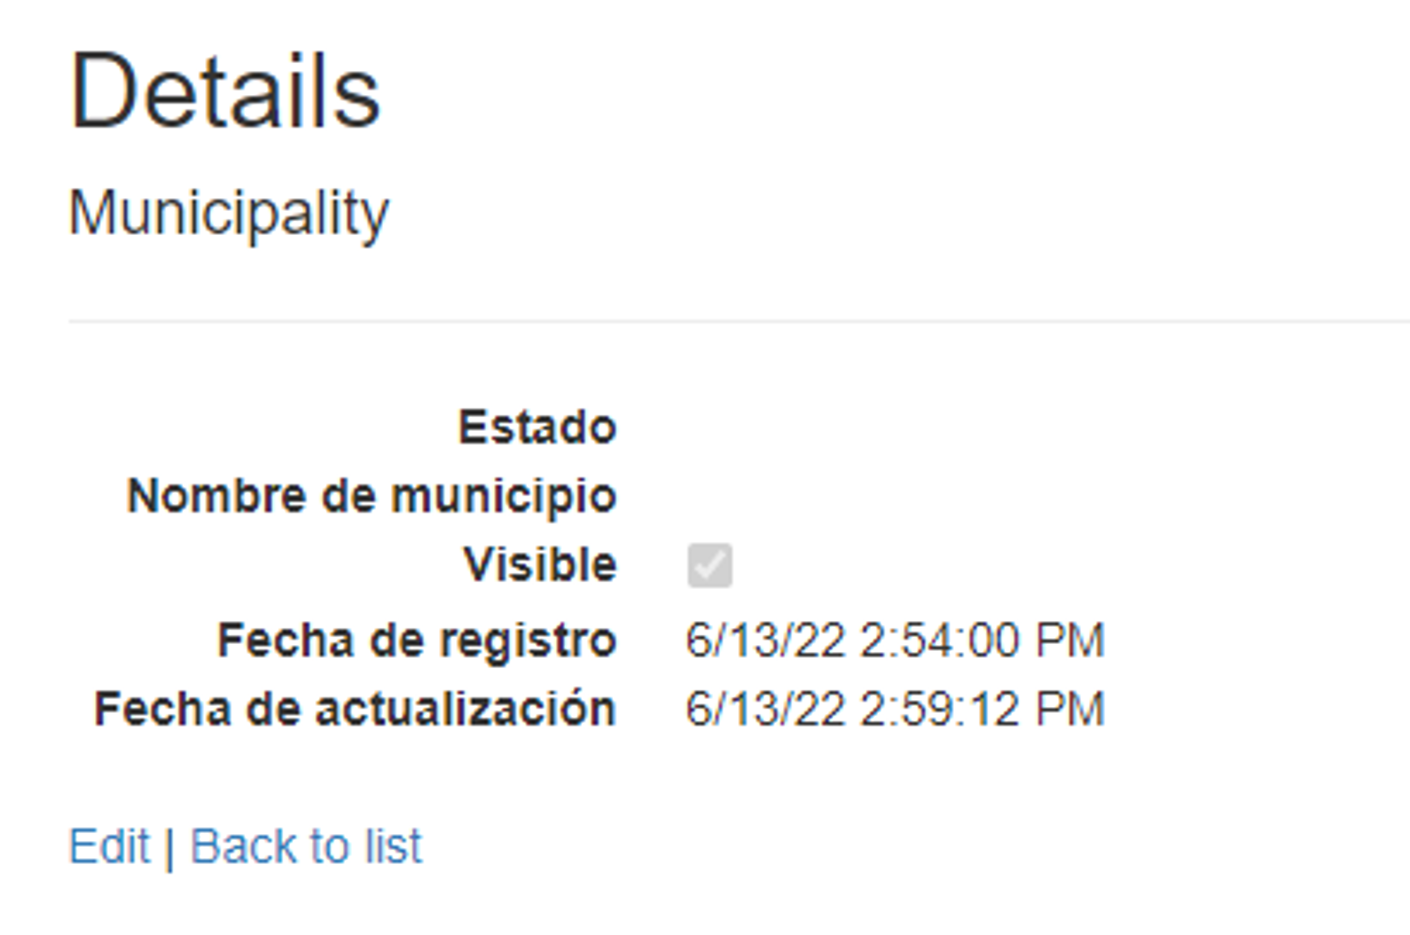 Details
Municipality
Estado
Nombre de municipio
Visible
Fecha de registro 6/13/22 2:54:00 PM
Fecha de actualización 6/13/22 2:59:12 PM
Edit | Back to list